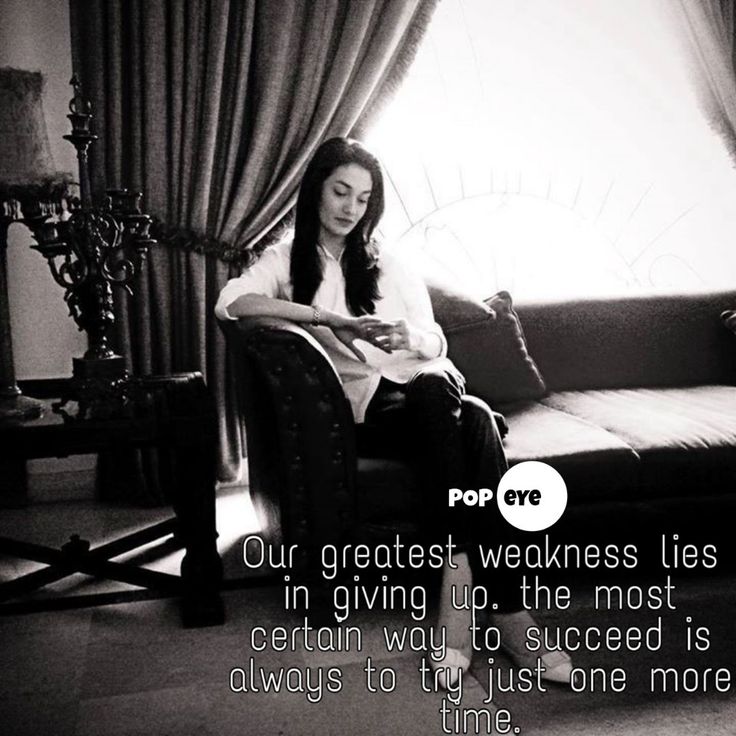 POP eye
Our greatest weakness lies
in giving up. the most
certain way to succeed is
always to try just one more
time.